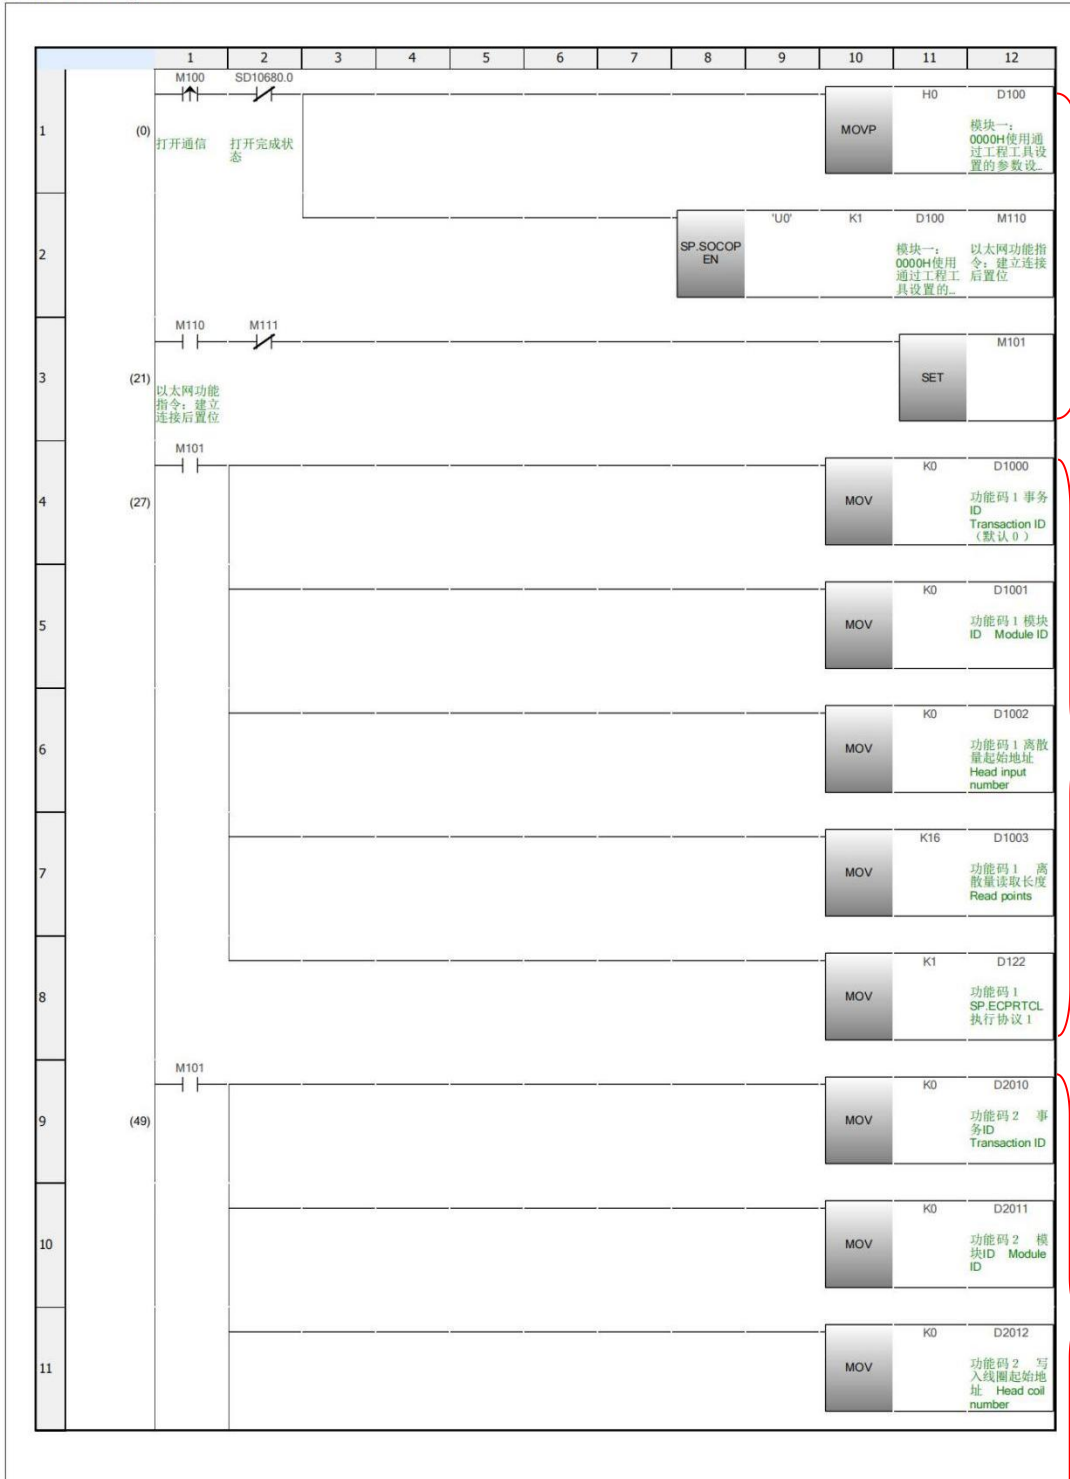 1 2 3 4 5 6 7 8 9 10 11 12
M100 SD10680.0
H0 D100
1 (0) MOVP
打开通信 打开完成状
态
模块一：
0000H使用通
过工程工具设
置的参数设...
'U0' K1 D100 M110
2 SP.SOCOP
EN
模块一： 以太网功能指
0000H使用 令：建立连接
通过工程工 后置位
具设置的...
M110 M111 M101
3 (21) SET
以太网功能
指令：建立
连接后置位
M101
K0 D1000
4 (27) MOV
功能码 1 事务
ID
Transaction ID
（默认 0 ）
K0 D1001
5 MOV
功能码 1 模块
ID Module ID
K0 D1002
6 MOV
功能码 1 离散
量起始地址
Head input
number
K16 D1003
7 MOV
功能码 1 离
散量读取长度
Read points
K1 D122
8 MOV
功能码 1
SP.ECPRTCL
执行协议 1
M101
K0 D2010
9 (49) MOV
功能码 2 事
务ID
Transaction ID
K0 D2011
10 MOV
功能码 2 模
块ID Module
ID
K0 D2012
11 MOV
功能码 2 写
入线圈起始地
址 Head coil
number